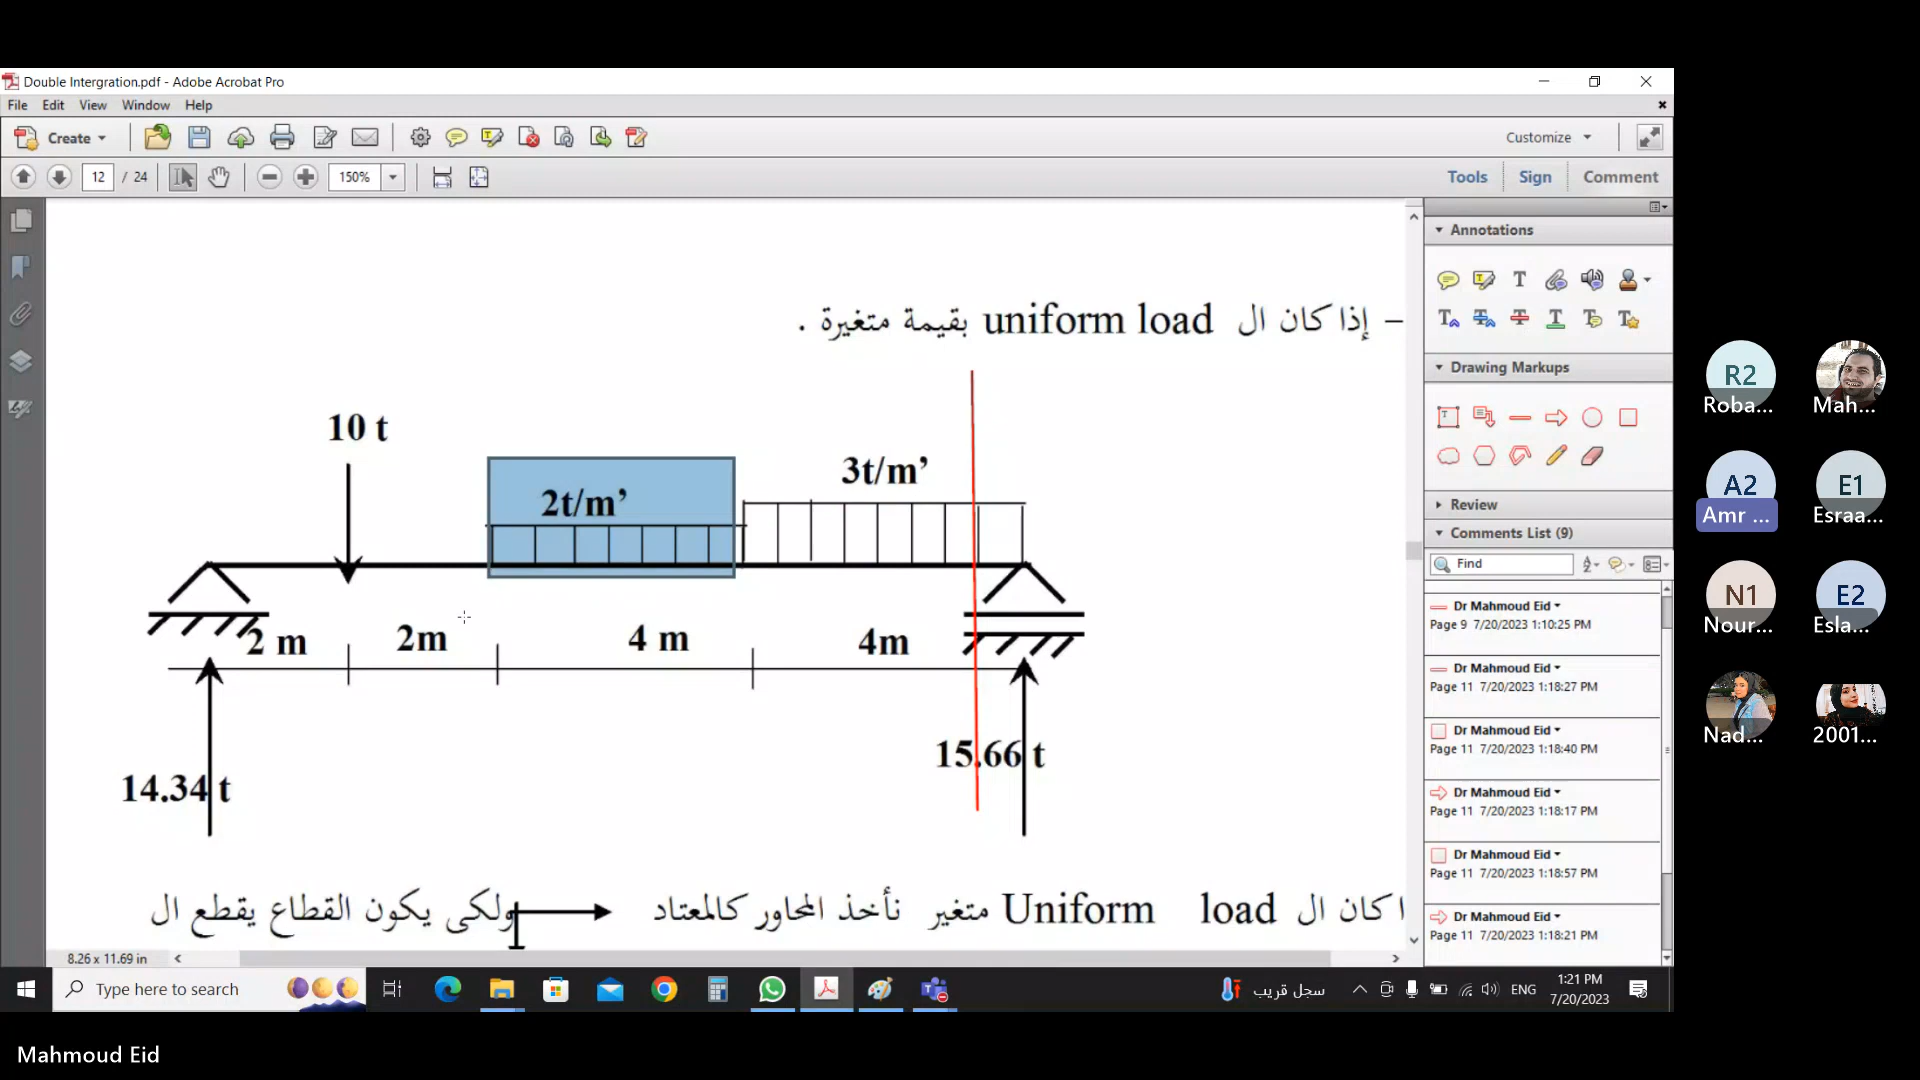 Double Intergration.pdf - Adobe Acrobat Pro
File Edit View Window Help
Create
Customize
12 / 24
150%
Tools Sign Comment
– إذا كان ال uniform load بقيمة متغيرة .
10 t
2t/m’
3t/m’
2 m
2m
4 m
4m
14.34 t
15.66 t
ا كان ال Uniform load متغير نأخذ المحاور كالمعتاد
ولكى يكون القطاع يقطع ال
8.26 x 11.69 in
Annotations
Drawing Markups
Review
Comments List (9)
Find
Dr Mahmoud Eid
Page 9 7/20/2023 1:10:25 PM
Dr Mahmoud Eid
Page 11 7/20/2023 1:18:27 PM
Dr Mahmoud Eid
Page 11 7/20/2023 1:18:40 PM
Dr Mahmoud Eid
Page 11 7/20/2023 1:18:17 PM
Dr Mahmoud Eid
Page 11 7/20/2023 1:18:57 PM
Dr Mahmoud Eid
Page 11 7/20/2023 1:18:21 PM
R2
Roba...
Mah...
A2
Amr ...
E1
Esraa...
N1
Nour...
E2
Esla...
Nad...
2001...
Type here to search
سجل قريب
ENG
1:21 PM
7/20/2023
Mahmoud Eid